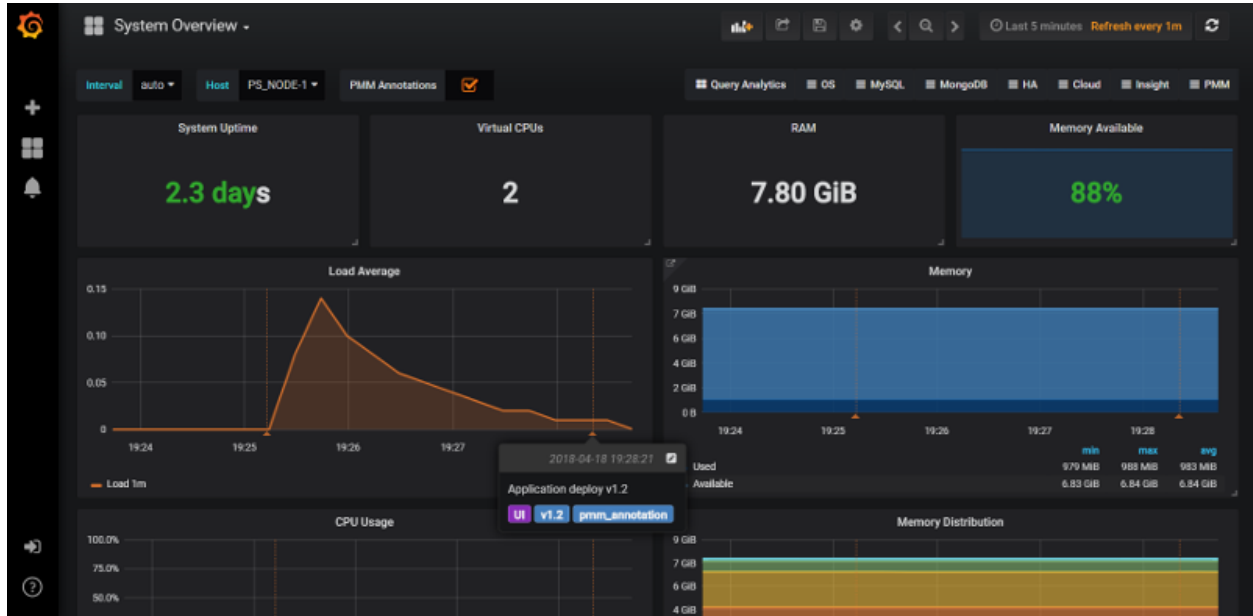 System Overview
Last 5 minutes Refresh every 1m
Interval auto Host PS_NODE-1 PMM Annotations
Query Analytics OS MySQL MongoDB HA Cloud Insight PMM
System Uptime
2.3 days
Virtual CPUs
2
RAM
7.80 GiB
Memory Available
88%
Load Average
0.15
0.10
0.05
0
19:24 19:25 19:26 19:27
Load 1m
2018-04-18 19:28:21
Application deploy v1.2
UI v1.2 pmm_annotation
Memory
9 GiB
7 GiB
6 GiB
4 GiB
2 GiB
0 B
19:24 19:25 19:26 19:27 19:28
min max avg
Used 979 MiB 988 MiB 983 MiB
Available 6.83 GiB 6.84 GiB 6.84 GiB
CPU Usage
100.0%
75.0%
50.0%
Memory Distribution
9 GiB
7 GiB
6 GiB
4 GiB